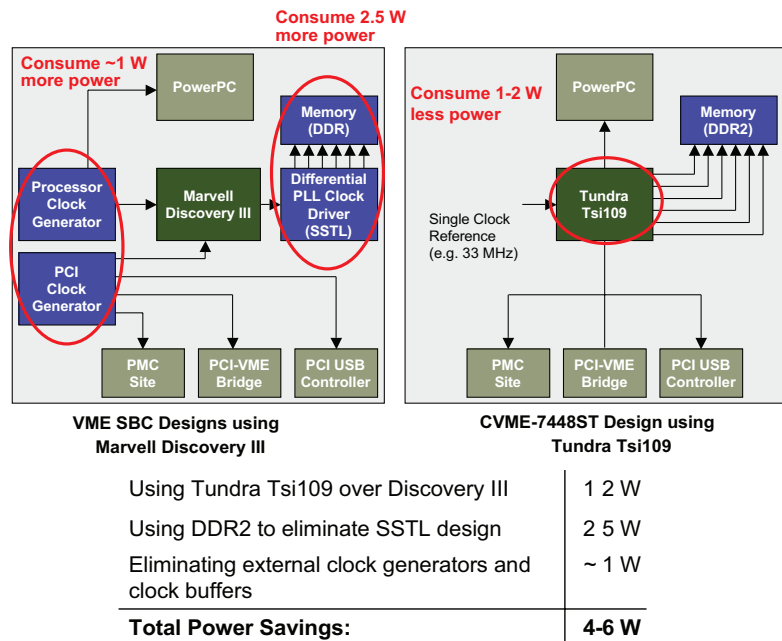 Consume 2.5 W
more power
Consume ~1 W
more power
PowerPC
Memory
(DDR)
Processor
Clock
Generator
Marvell
Discovery III
Differential
PLL Clock
Driver
(SSTL)
PCI
Clock
Generator
PMC
Site
PCI-VME
Bridge
PCI USB
Controller
VME SBC Designs using
Marvell Discovery III
PowerPC
Consume 1-2 W
less power
Memory
(DDR2)
Tundra
Tsi109
Single Clock
Reference
(e.g. 33 MHz)
PMC
Site
PCI-VME
Bridge
PCI USB
Controller
CVME-7448ST Design using
Tundra Tsi109
Using Tundra Tsi109 over Discovery III 1 2 W
Using DDR2 to eliminate SSTL design 2 5 W
Eliminating external clock generators and ~ 1 W
clock buffers
Total Power Savings: 4-6 W